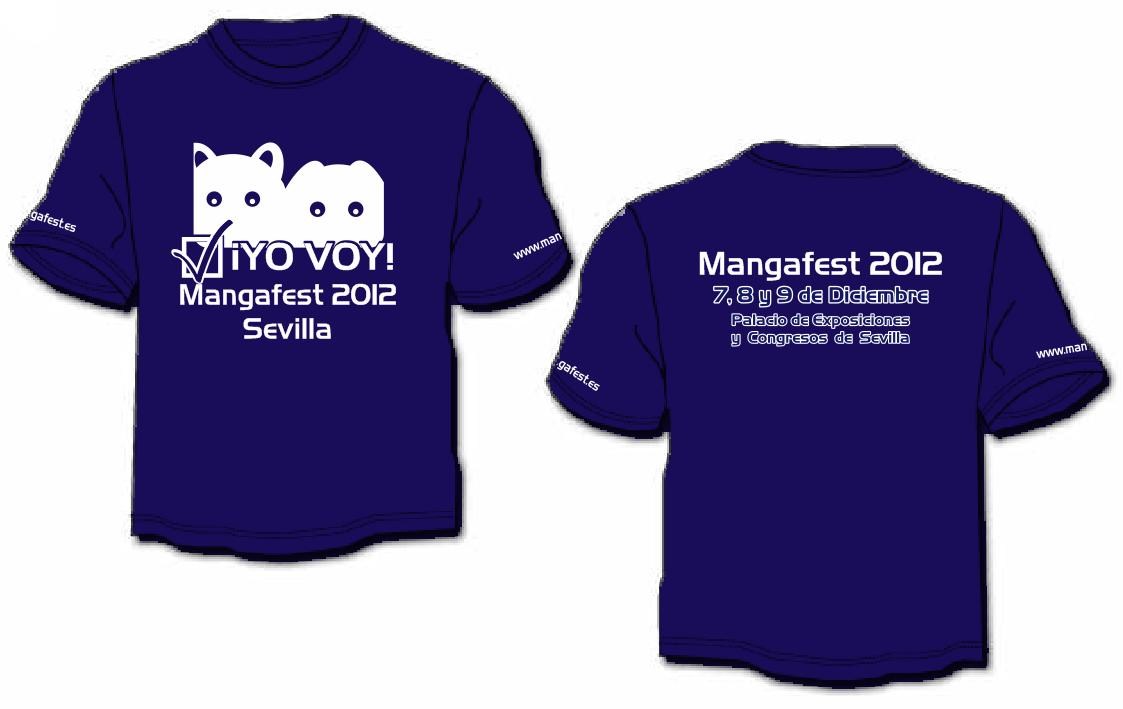 ¡YO VOY!
Mangafest 2012
Sevilla
gafest.es
www.man
Mangafest 2012
7, 8 y 9 de Diciembre
Palacio de Exposiciones
y Congresos de Sevilla
gafest.es
www.man